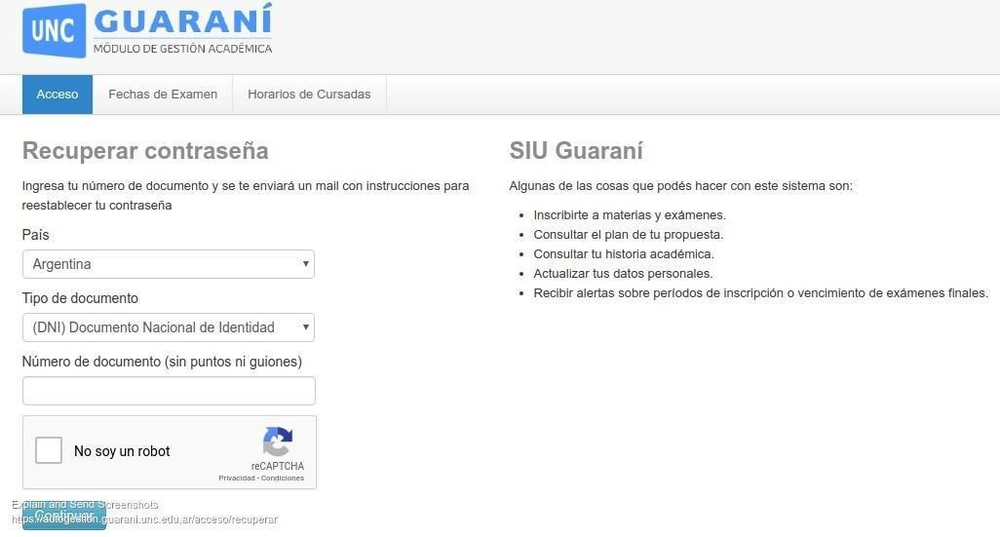 UNC GUARANÍ
MÓDULO DE GESTIÓN ACADÉMICA
Acceso Fechas de Examen Horarios de Cursadas
Recuperar contraseña
Ingresa tu número de documento y se te enviará un mail con instrucciones para
reestablecer tu contraseña
País
Argentina
Tipo de documento
(DNI) Documento Nacional de Identidad
Número de documento (sin puntos ni guiones)
No soy un robot
reCAPTCHA
Privacidad - Condiciones
Continuar
SIU Guaraní
Algunas de las cosas que podés hacer con este sistema son:
Inscribirte a materias y exámenes.
Consultar el plan de tu propuesta.
Consultar tu historia académica.
Actualizar tus datos personales.
Recibir alertas sobre períodos de inscripción o vencimiento de exámenes finales.
Explain and Send Screenshots
https://autogestion.guarani.unc.edu.ar/acceso/recuperar